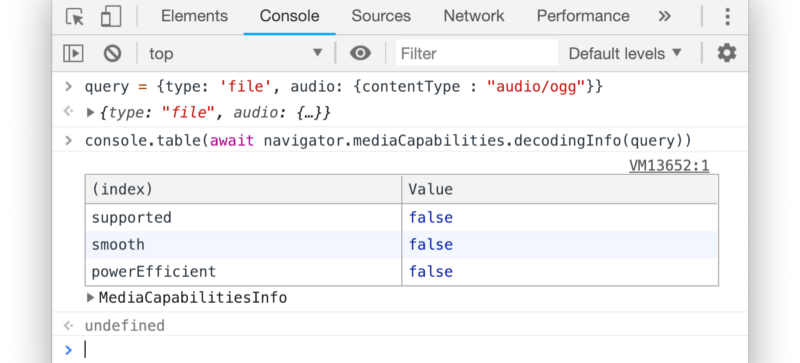 Elements Console Sources Network Performance »
top Filter Default levels
> query = {type: 'file', audio: {contentType : "audio/ogg"}}
{type: "file", audio: {…}}
> console.table(await navigator.mediaCapabilities.decodingInfo(query))
VM13652:1
(index) Value
supported false
smooth false
powerEfficient false
MediaCapabilitiesInfo
undefined
>